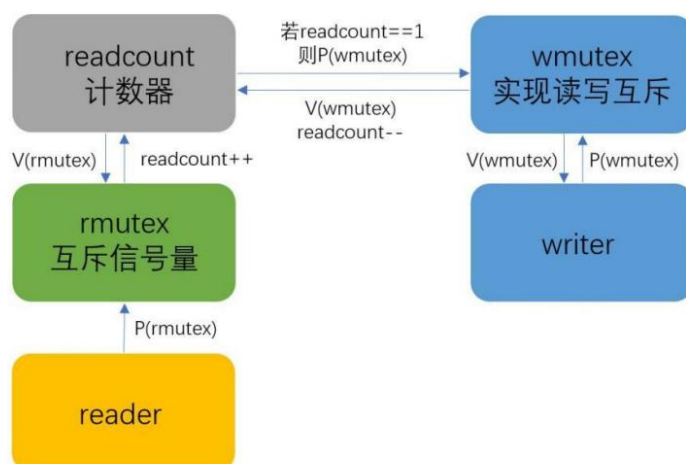 readcount
计数器
若readcount==1
则P(wmutex)
V(wmutex)
readcount--
wmutex
实现读写互斥
V(rmutex)
readcount++
V(wmutex)
P(wmutex)
rmutex
互斥信号量
writer
P(rmutex)
reader